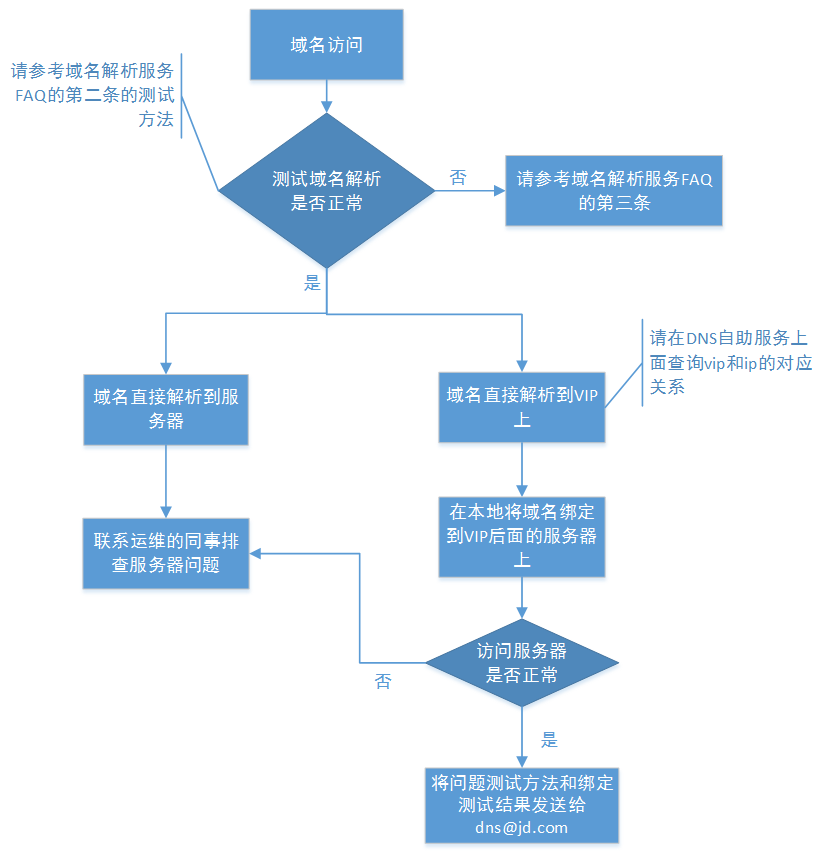 域名访问
请参考域名解析服务
FAQ的第二条的测试
方法
测试域名解析
是否正常
否
请参考域名解析服务FAQ
的第三条
是
请在DNS自助服务上
面查询vip和ip的对应
关系
域名直接解析到服
务器
域名直接解析到VIP
上
在本地将域名绑定
到VIP后面的服务器
上
联系运维的同事排
查服务器问题
访问服务器
是否正常
否
是
将问题测试方法和绑定
测试结果发送给
dns@jd.com